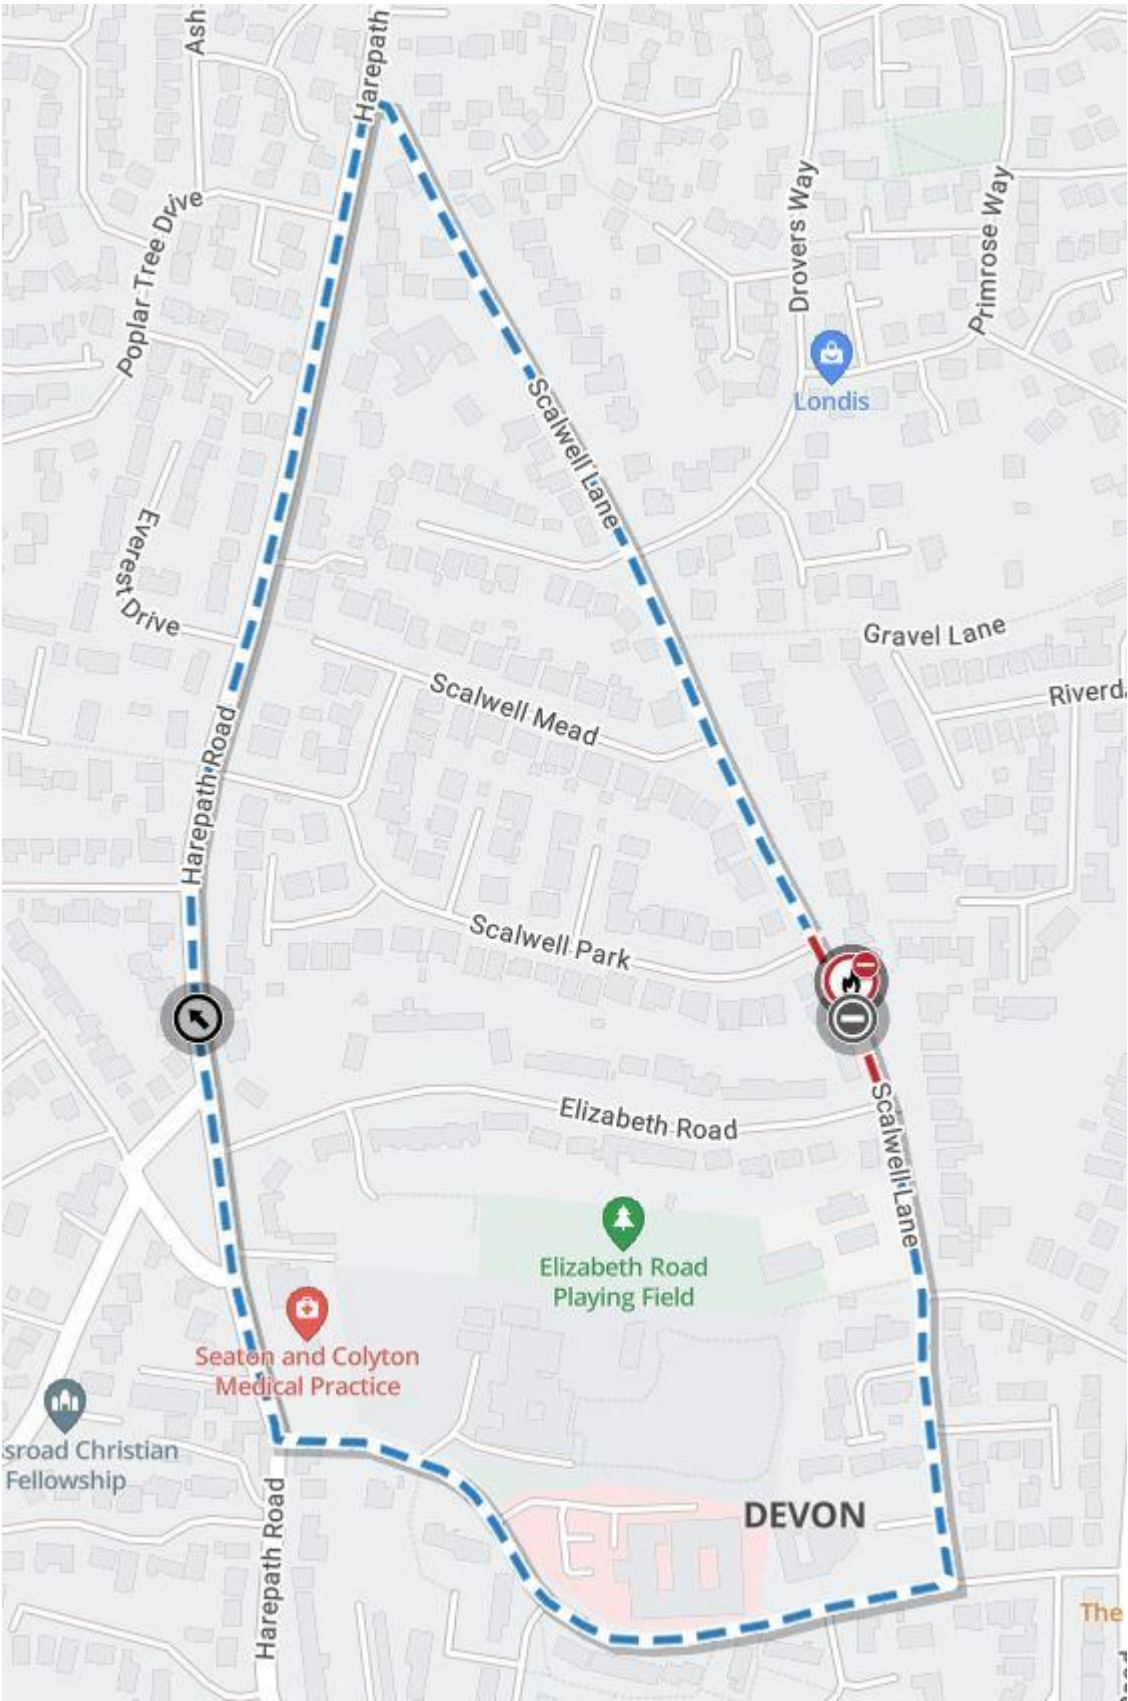 Ash
Harepath
Poplar Tree Drive
Drovers Way
Primrose Way
Londis
Scalwell Lane
Everest Drive
Gravel Lane
Riverda
Scalwell Mead
Harepath Road
Scalwell Park
Elizabeth Road
Scalwell Lane
Elizabeth Road
Playing Field
Seaton and Colyton
Medical Practice
sroad Christian
Fellowship
DEVON
Harepath Road
The